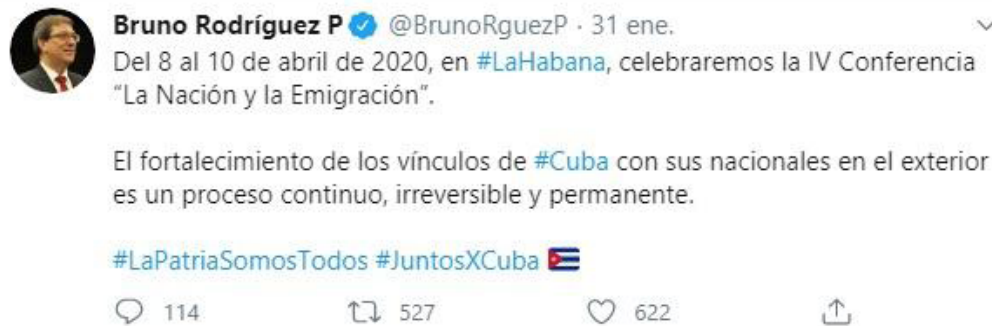 Bruno Rodríguez P @BrunoRguezP · 31 ene.
Del 8 al 10 de abril de 2020, en #LaHabana, celebraremos la IV Conferencia
“La Nación y la Emigración”.
El fortalecimiento de los vínculos de #Cuba con sus nacionales en el exterior
es un proceso continuo, irreversible y permanente.
#LaPatriaSomosTodos #JuntosXCuba
114 527 622